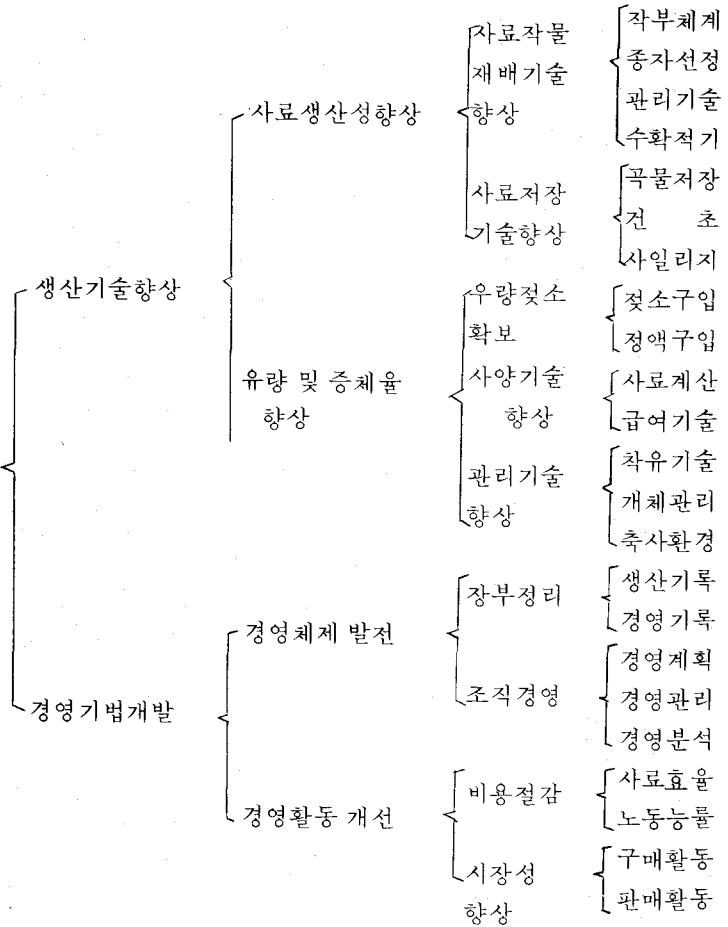 생산기술향상
사료생산성향상
사료작물
재배기술
향상
작부체계
종자선정
관리기술
수확적기
사료저장
기술향상
곡물저장
건 초
사일리지
유량 및 증체율
향상
우량젖소
확보
젖소구입
정액구입
사양기술
향상
사료계산
급여기술
관리기술
향상
착유기술
개체관리
축사환경
경영기법개발
경영체제 발전
장부정리
생산기록
경영기록
조직경영
경영계획
경영관리
경영분석
경영활동 개선
비용절감
사료효율
노동능률
시장성
향상
구매활동
판매활동